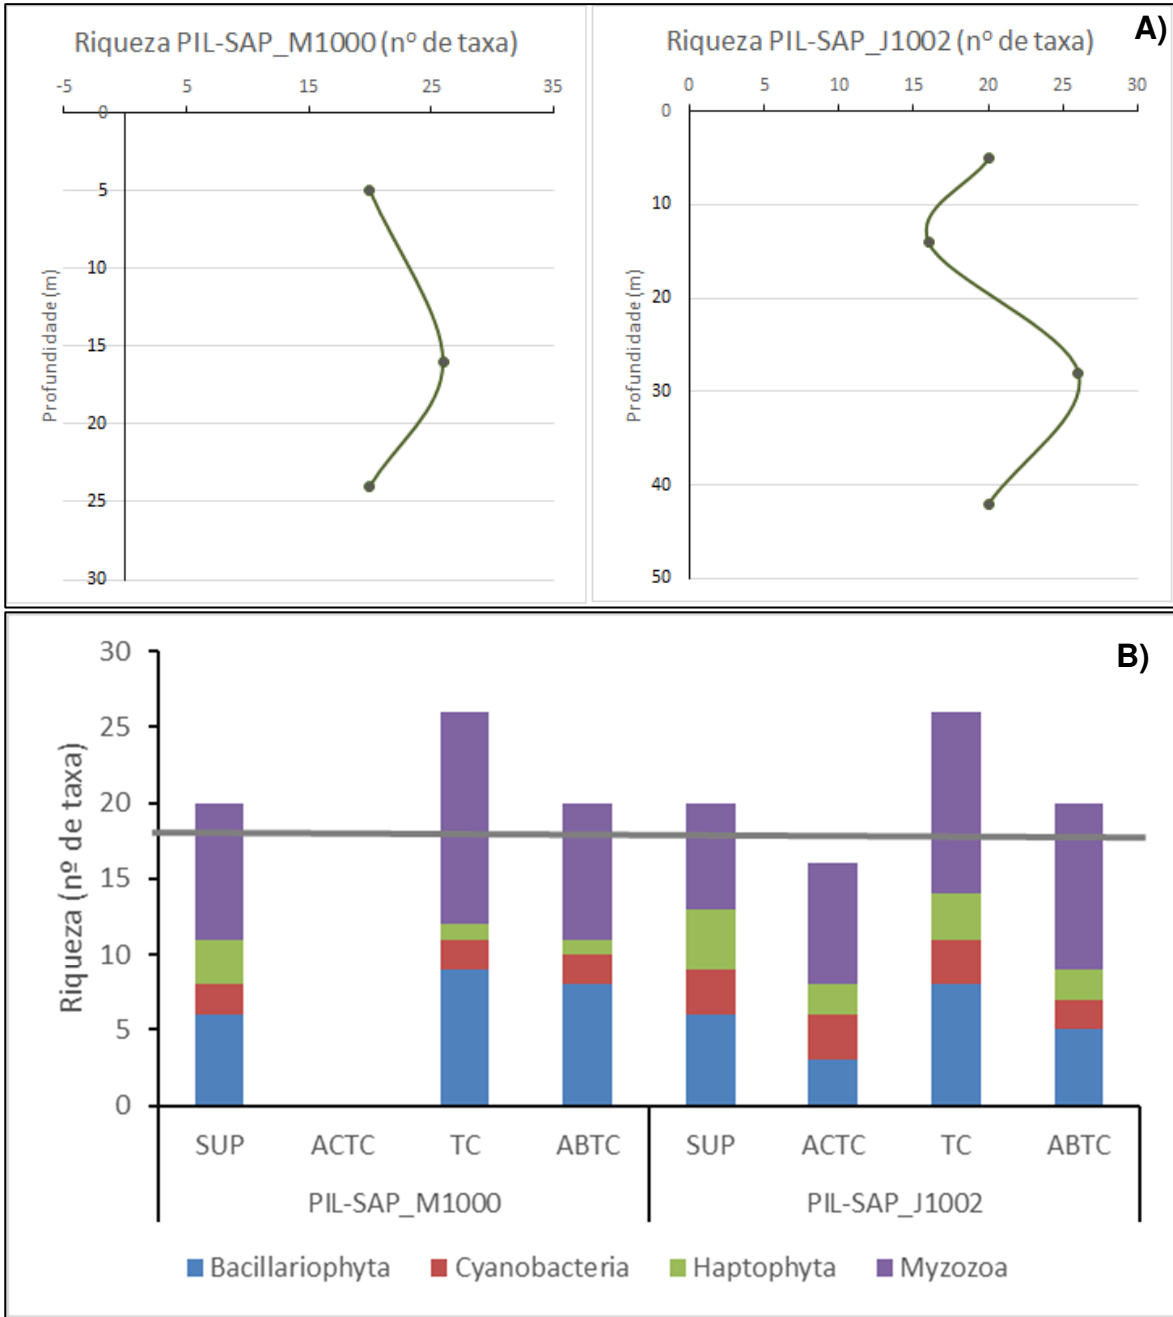 A)
Riqueza PIL-SAP_M1000 (nº de taxa)
-5 5 15 25 35
0
5
10
15
20
25
30
Profundidade (m)
Riqueza PIL-SAP_J1002 (nº de taxa)
0 5 10 15 20 25 30
0
10
20
30
40
50
Profundidade (m)
B)
30
25
20
15
10
5
0
Riqueza (nº de taxa)
SUP ACTC TC ABTC SUP ACTC TC ABTC
PIL-SAP_M1000 PIL-SAP_J1002
Bacillariophyta Cyanobacteria Haptophyta Myzozoa